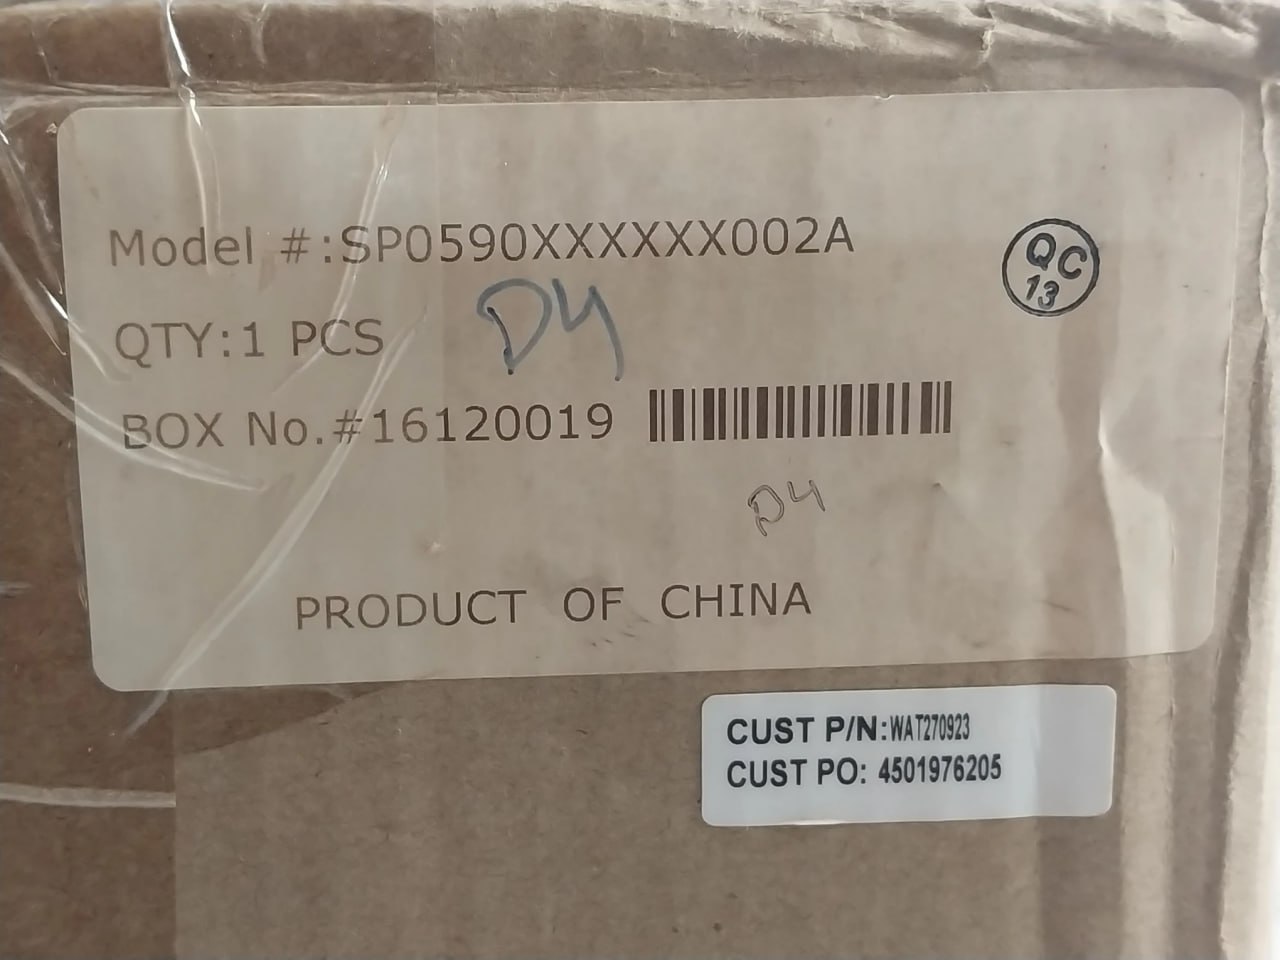 Model #:SP0590XXXXXX002A
QC
13
D4
QTY:1 PCS
BOX No.#16120019
D4
PRODUCT OF CHINA
CUST P/N:WAT270923
CUST PO: 4501976205